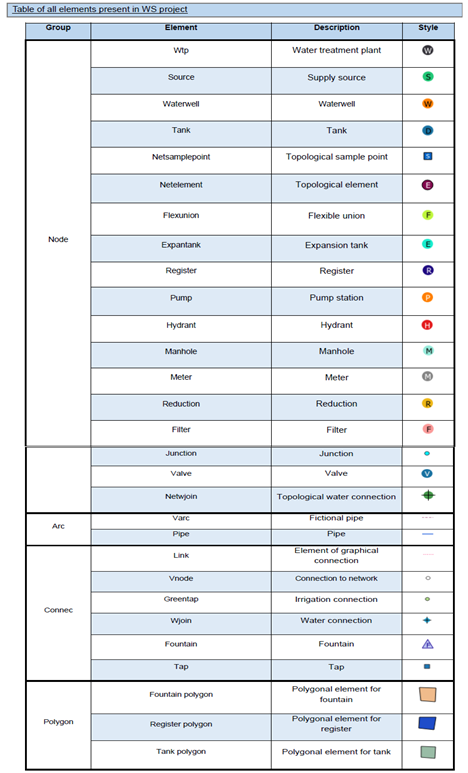 Table of all elements present in WS project
Group Element Description Style
Node
Wtp Water treatment plant W
Source Supply source S
Waterwell Waterwell W
Tank Tank D
Netsamplepoint Topological sample point S
Netelement Topological element E
Flexunion Flexible union F
Expantank Expansion tank E
Register Register R
Pump Pump station P
Hydrant Hydrant H
Manhole Manhole M
Meter Meter M
Reduction Reduction R
Filter Filter F
Junction Junction
Valve Valve V
Netwjoin Topological water connection
Arc
Varc Fictional pipe
Pipe Pipe
Connec
Link Element of graphical
connection
Vnode Connection to network
Greentap Irrigation connection
Wjoin Water connection
Fountain Fountain F
Tap Tap
Polygon
Fountain polygon Polygonal element for
fountain
Register polygon Polygonal element for
register
Tank polygon Polygonal element for tank